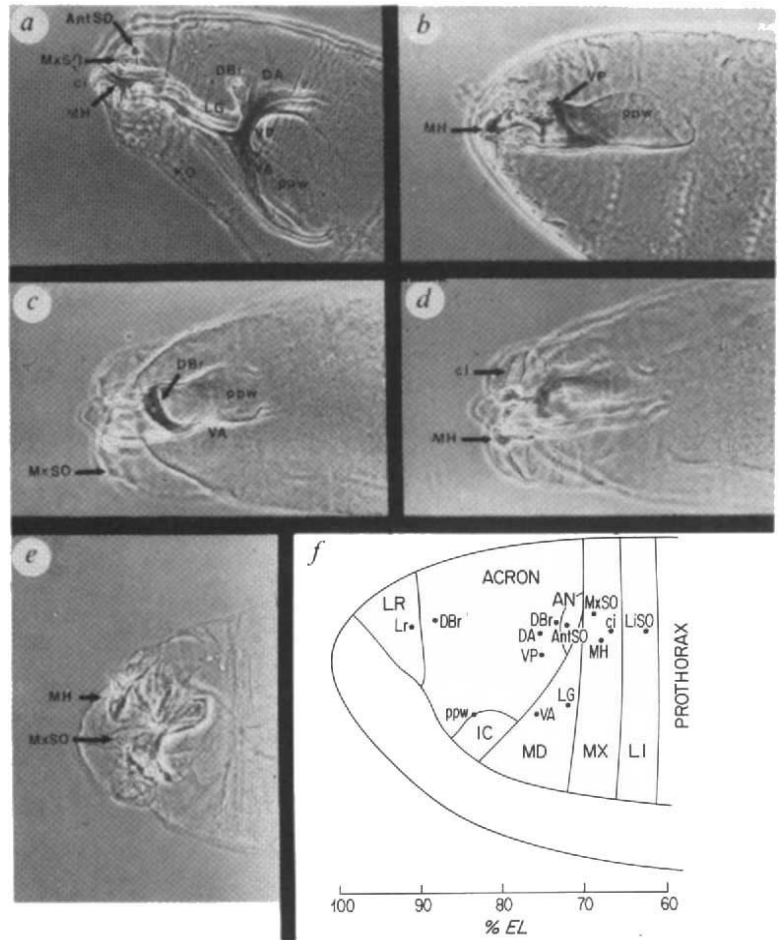 a
AntSO
MxSO
ci
MH
LG
DBr
DA
VP
VA
ppw
b
VP
ppw
MH
c
DBr
ppw
VA
MxSO
d
ci
MH
e
MH
MxSO
f
ACRON
LR
Lr
DBr
AN
MxSO
DBr
ci
LiSO
DA
AntSO
MH
VP
LG
ppw
VA
IC
MD
MX
LI
PROTHORAX
100 90 80 70 60
% EL